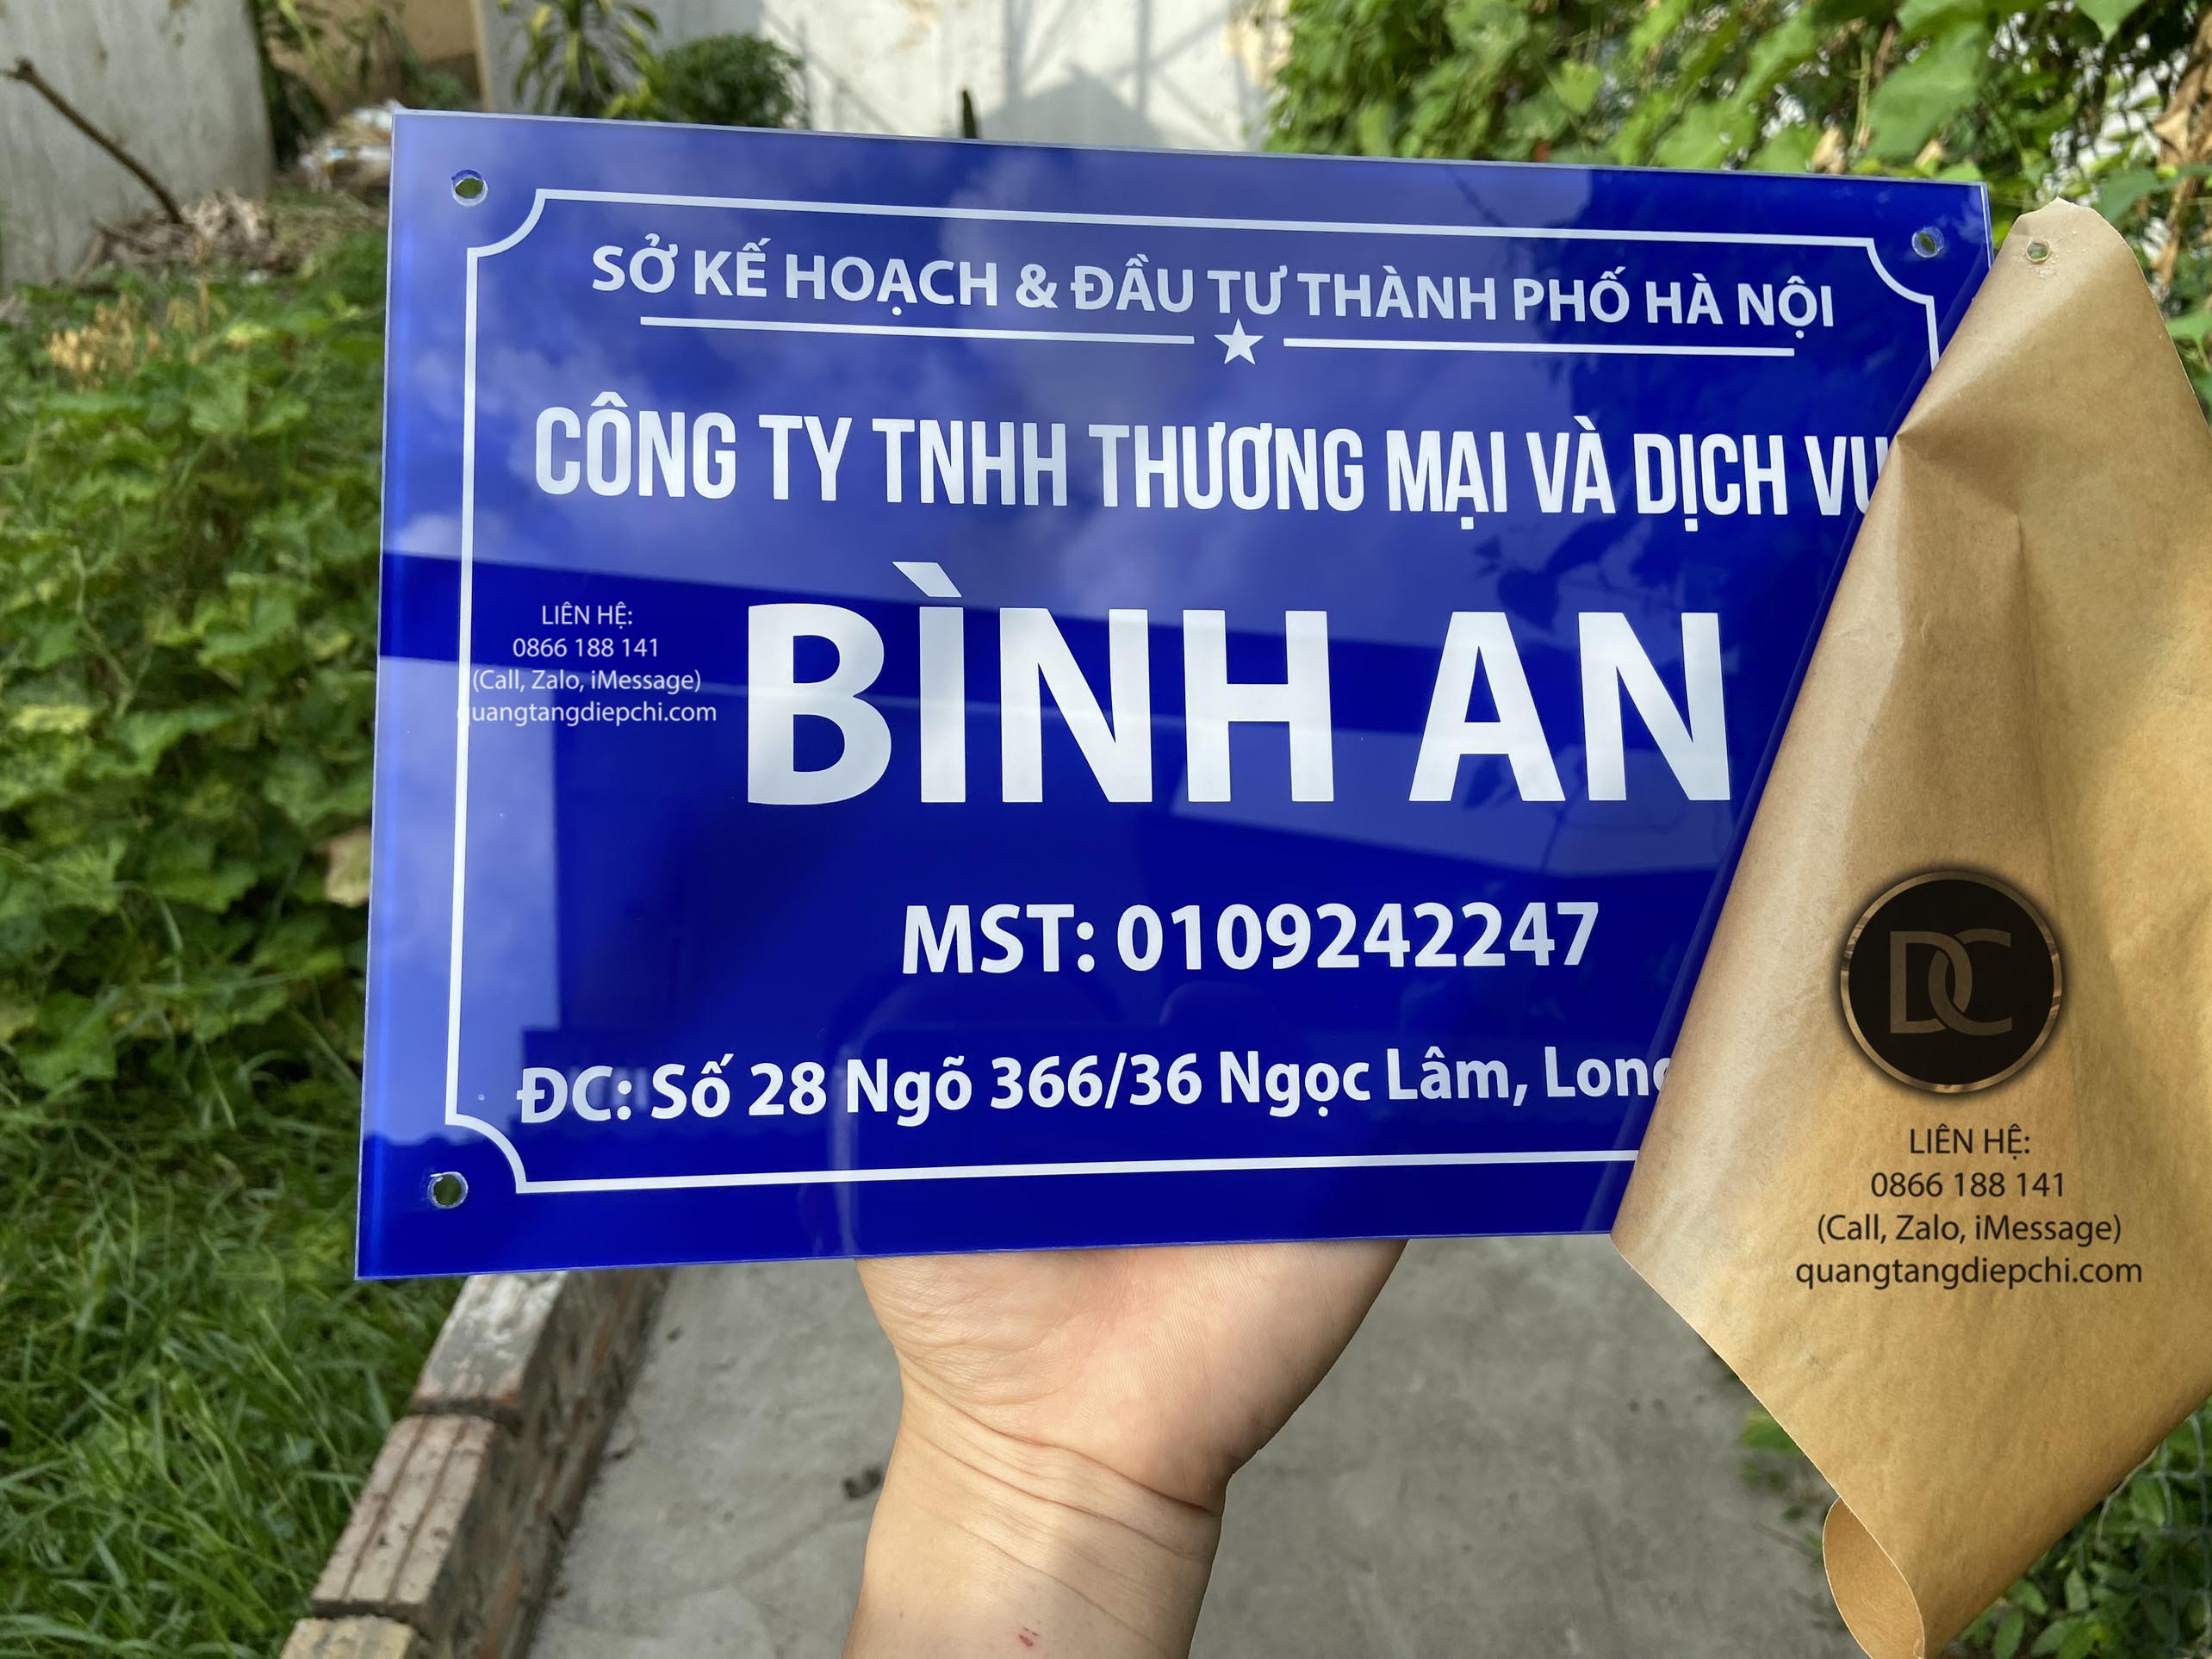 SỞ KẾ HOẠCH & ĐẦU TƯ THÀNH PHỐ HÀ NỘI
CÔNG TY TNHH THƯƠNG MẠI VÀ DỊCH VỤ
BÌNH AN
LIÊN HỆ:
0866 188 141
(Call, Zalo, iMessage)
quangtangdiepchi.com
MST: 0109242247
ĐC: Số 28 Ngõ 366/36 Ngọc Lâm,
DC
LIÊN HỆ:
0866 188 141
(Call, Zalo, iMessage)
quangtangdiepchi.com